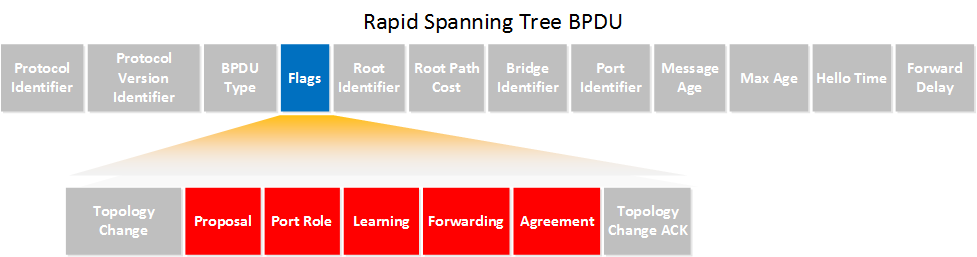 Rapid Spanning Tree BPDU
Protocol Identifier
Protocol Version Identifier
BPDU Type
Flags
Root Identifier
Root Path Cost
Bridge Identifier
Port Identifier
Message Age
Max Age
Hello Time
Forward Delay
Topology Change
Proposal
Port Role
Learning
Forwarding
Agreement
Topology Change ACK